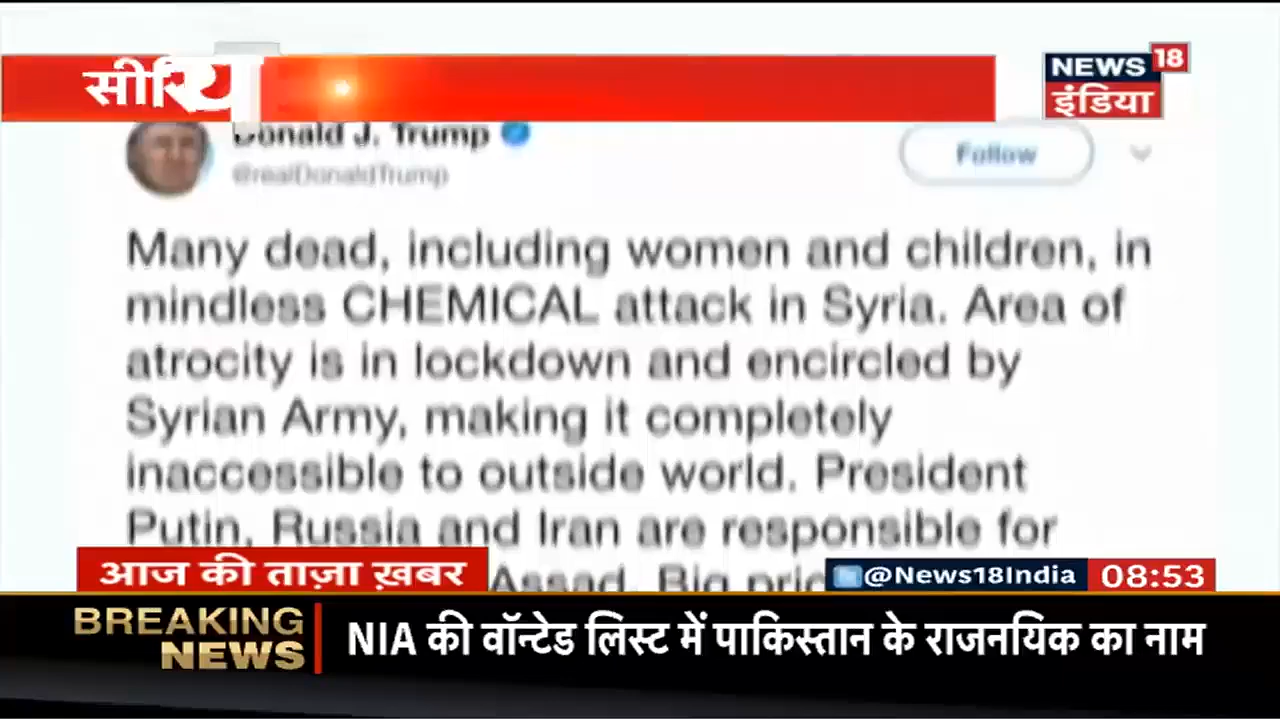 NEWS 18
इंडिया
Donald J. Trump
@realDonaldTrump
Follow
Many dead, including women and children, in
mindless CHEMICAL attack in Syria. Area of
atrocity is in lockdown and encircled by
Syrian Army, making it completely
inaccessible to outside world. President
Putin, Russia and Iran are responsible for
Assad. Big
आज की ताज़ा ख़बर
@News18India 08:53
BREAKING
NEWS
NIA की वॉन्टेड लिस्ट में पाकिस्तान के राजनयिक का नाम